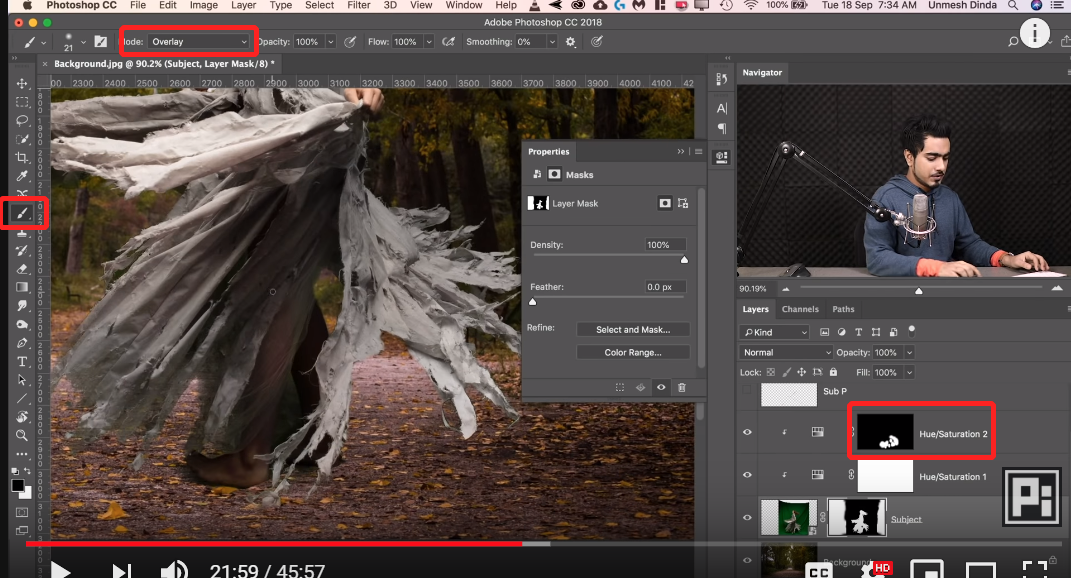 Photoshop CC File Edit Image Layer Type Select Filter 3D View Window Help 100% Tue 18 Sep 7:34 AM Unmesh Dinda
Adobe Photoshop CC 2018
21 Mode: Overlay Opacity: 100% Flow: 100% Smoothing: 0%
× Background.jpg @ 90.2% (Subject, Layer Mask/8) *
2300 2400 2500 2600 2700 2800 2900 3000 3100 3200 3300 3400 3500 3600 3700 3800 3900 4000 4100 42
Navigator
Properties
Masks
Layer Mask
Density: 100%
Feather: 0.0 px
Refine: Select and Mask...
Color Range...
90.19%
Layers Channels Paths
Kind
Normal Opacity: 100%
Lock: Fill: 100%
Sub P
Hue/Saturation 2
Hue/Saturation 1
Pi
Subject
Background
21:59 / 45:57
CC HD